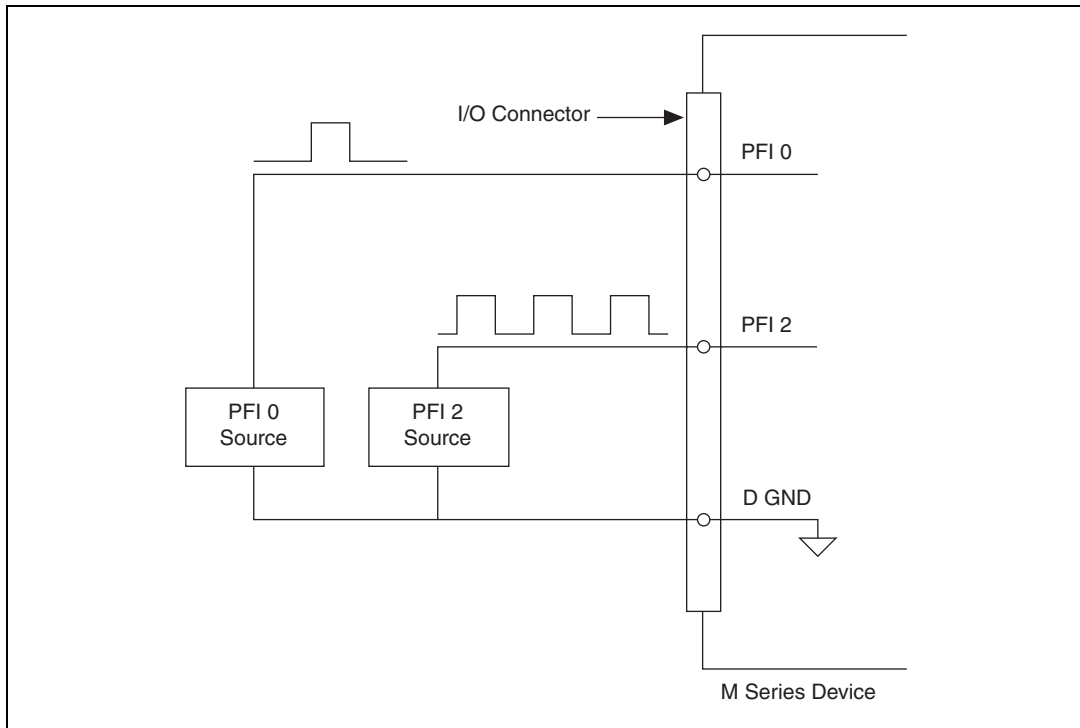 I/O Connector
PFI 0
PFI 2
PFI 0
Source
PFI 2
Source
D GND
M Series Device